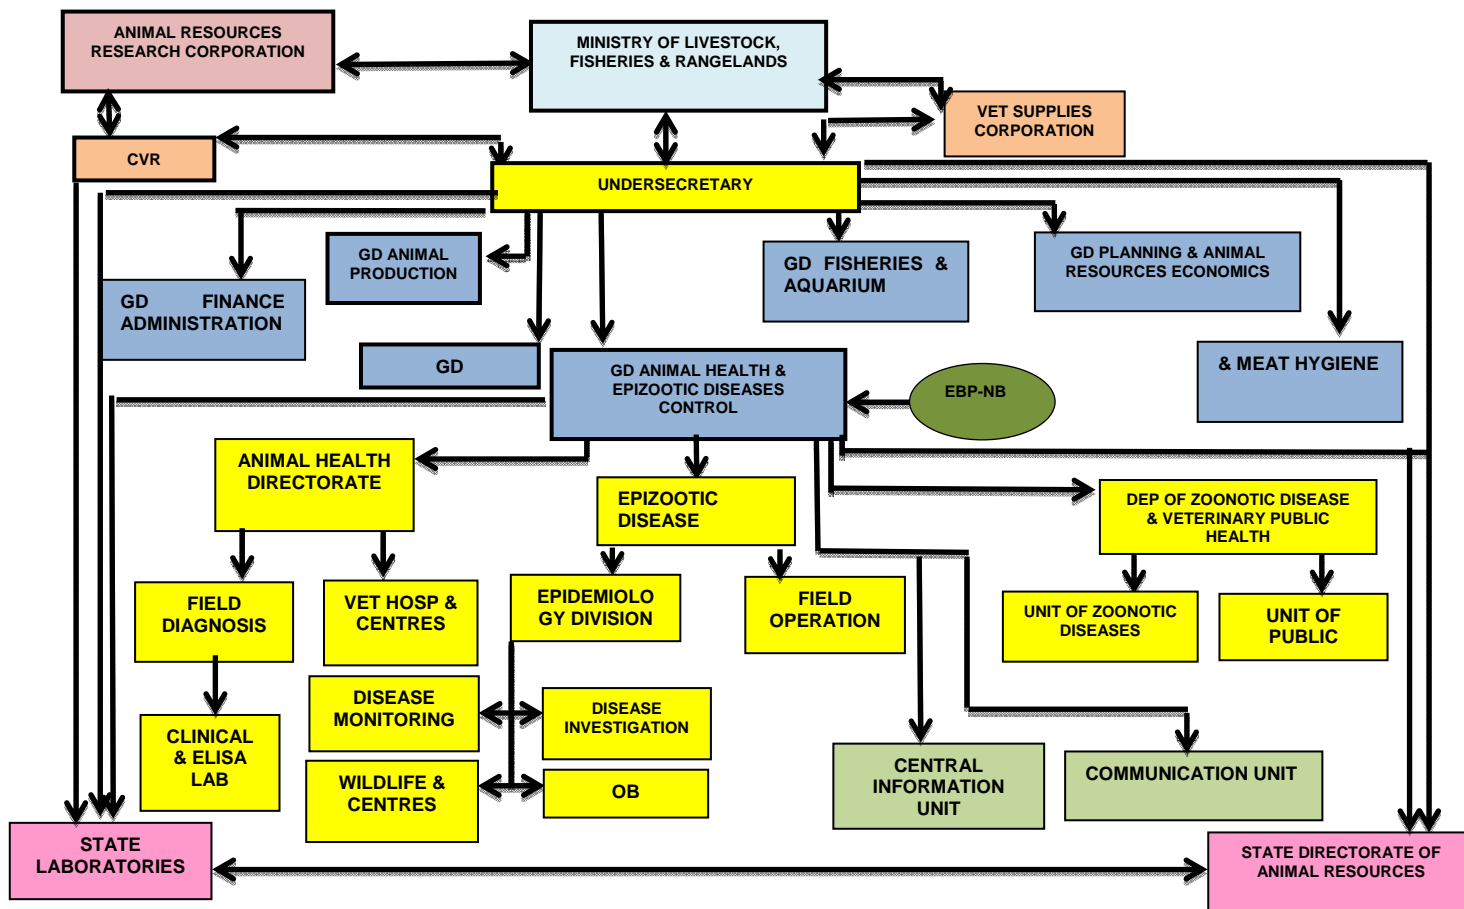 ANIMAL RESOURCES
RESEARCH CORPORATION
MINISTRY OF LIVESTOCK,
FISHERIES & RANGELANDS
VET SUPPLIES
CORPORATION
CVR
UNDERSECRETARY
GD ANIMAL
PRODUCTION
GD FISHERIES &
AQUARIUM
GD PLANNING & ANIMAL
RESOURCES ECONOMICS
GD FINANCE
ADMINISTRATION
GD
GD ANIMAL HEALTH &
EPIZOOTIC DISEASES
CONTROL
EBP-NB
& MEAT HYGIENE
ANIMAL HEALTH
DIRECTORATE
EPIZOOTIC
DISEASE
DEP OF ZOONOTIC DISEASE
& VETERINARY PUBLIC
HEALTH
FIELD
DIAGNOSIS
VET HOSP &
CENTRES
EPIDEMIOLO
GY DIVISION
FIELD
OPERATION
UNIT OF ZOONOTIC
DISEASES
UNIT OF
PUBLIC
DISEASE
MONITORING
DISEASE
INVESTIGATION
CLINICAL
& ELISA
LAB
WILDLIFE &
CENTRES
OB
CENTRAL
INFORMATION
UNIT
COMMUNICATION UNIT
STATE
LABORATORIES
STATE DIRECTORATE OF
ANIMAL RESOURCES